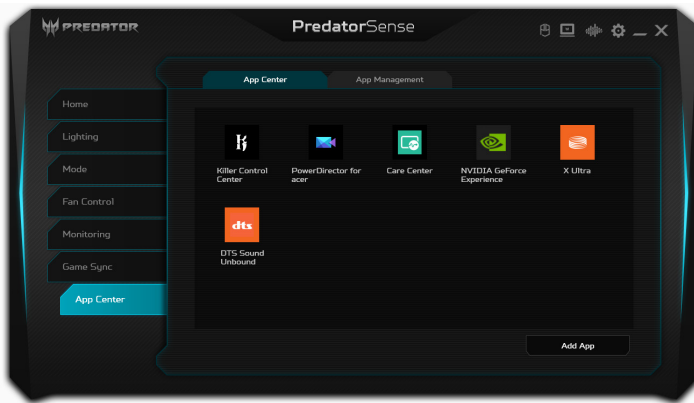 PREDATOR
PredatorSense
App Center
App Management
Home
Lighting
Mode
Fan Control
Monitoring
Game Sync
App Center
Killer Control
Center
PowerDirector for
acer
Care Center
NVIDIA GeForce
Experience
X Ultra
dts
DTS Sound
Unbound
Add App